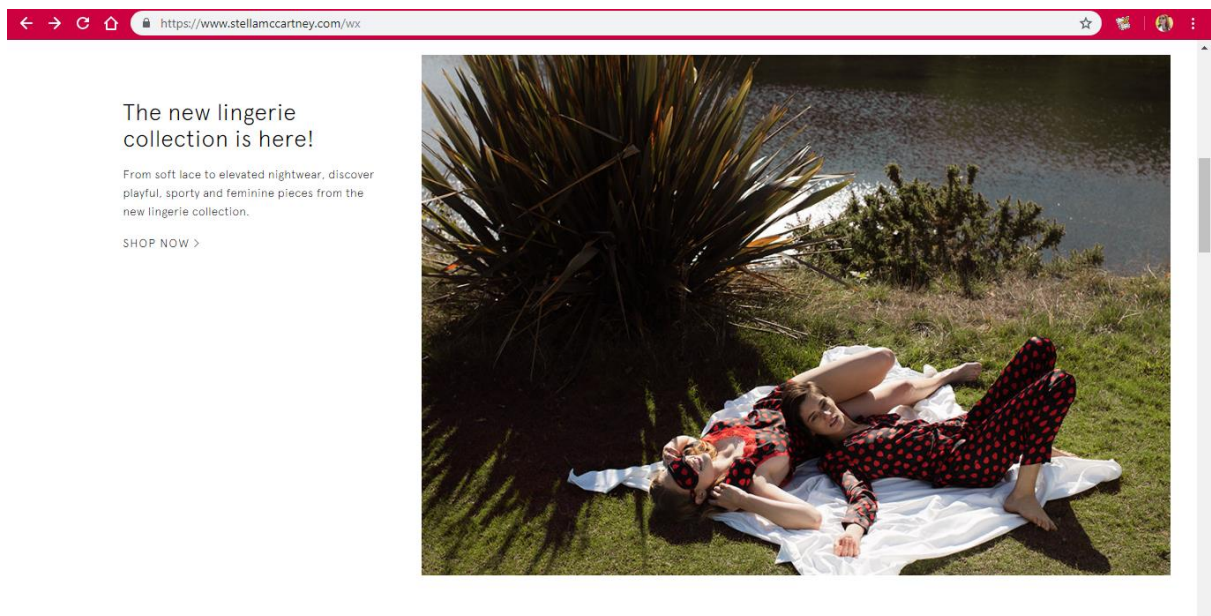 https://www.stellamccartney.com/wx
The new lingerie
collection is here!
From soft lace to elevated nightwear, discover
playful, sporty and feminine pieces from the
new lingerie collection.
SHOP NOW >